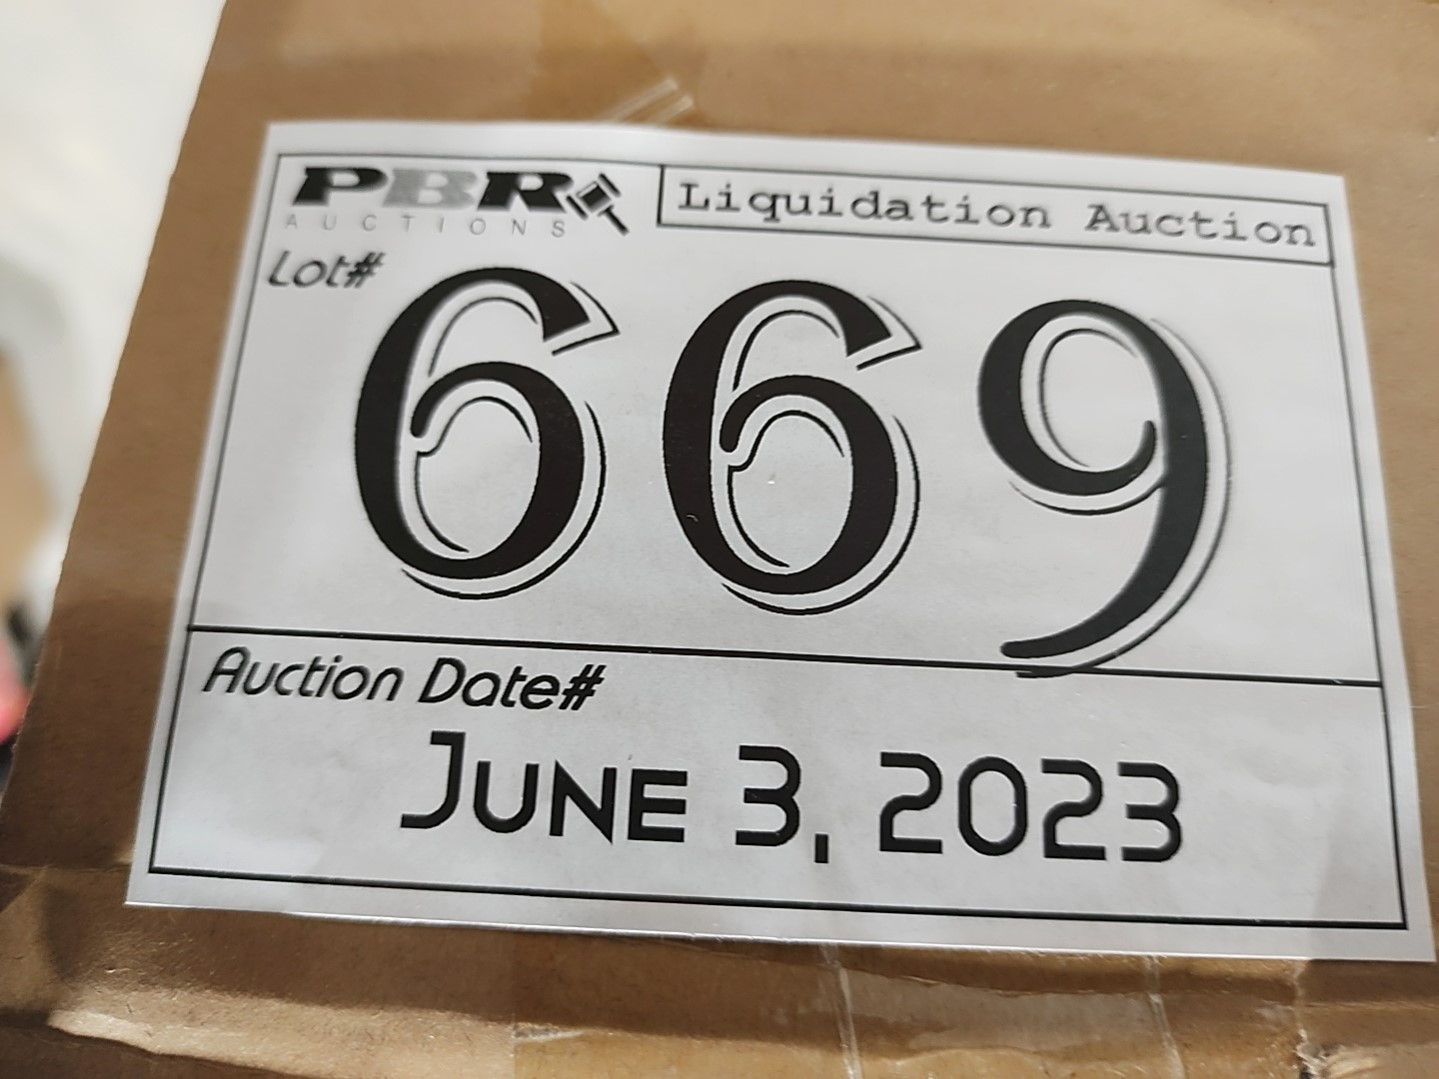 PBR
AUCTIONS
Liquidation Auction
Lot#
669
Auction Date#
JUNE 3, 2023